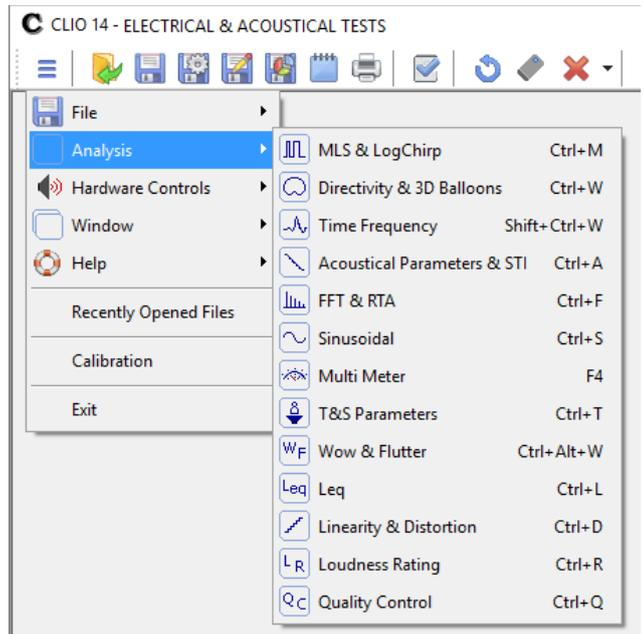 C CLIO 14 - ELECTRICAL & ACOUSTICAL TESTS
File
Analysis
Hardware Controls
Window
Help
Recently Opened Files
Calibration
Exit
MLS & LogChirp Ctrl+M
Directivity & 3D Balloons Ctrl+W
Time Frequency Shift+Ctrl+W
Acoustical Parameters & STI Ctrl+A
FFT & RTA Ctrl+F
Sinusoidal Ctrl+S
Multi Meter F4
T&S Parameters Ctrl+T
WF Wow & Flutter Ctrl+Alt+W
Leq Leq Ctrl+L
Linearity & Distortion Ctrl+D
LR Loudness Rating Ctrl+R
QC Quality Control Ctrl+Q